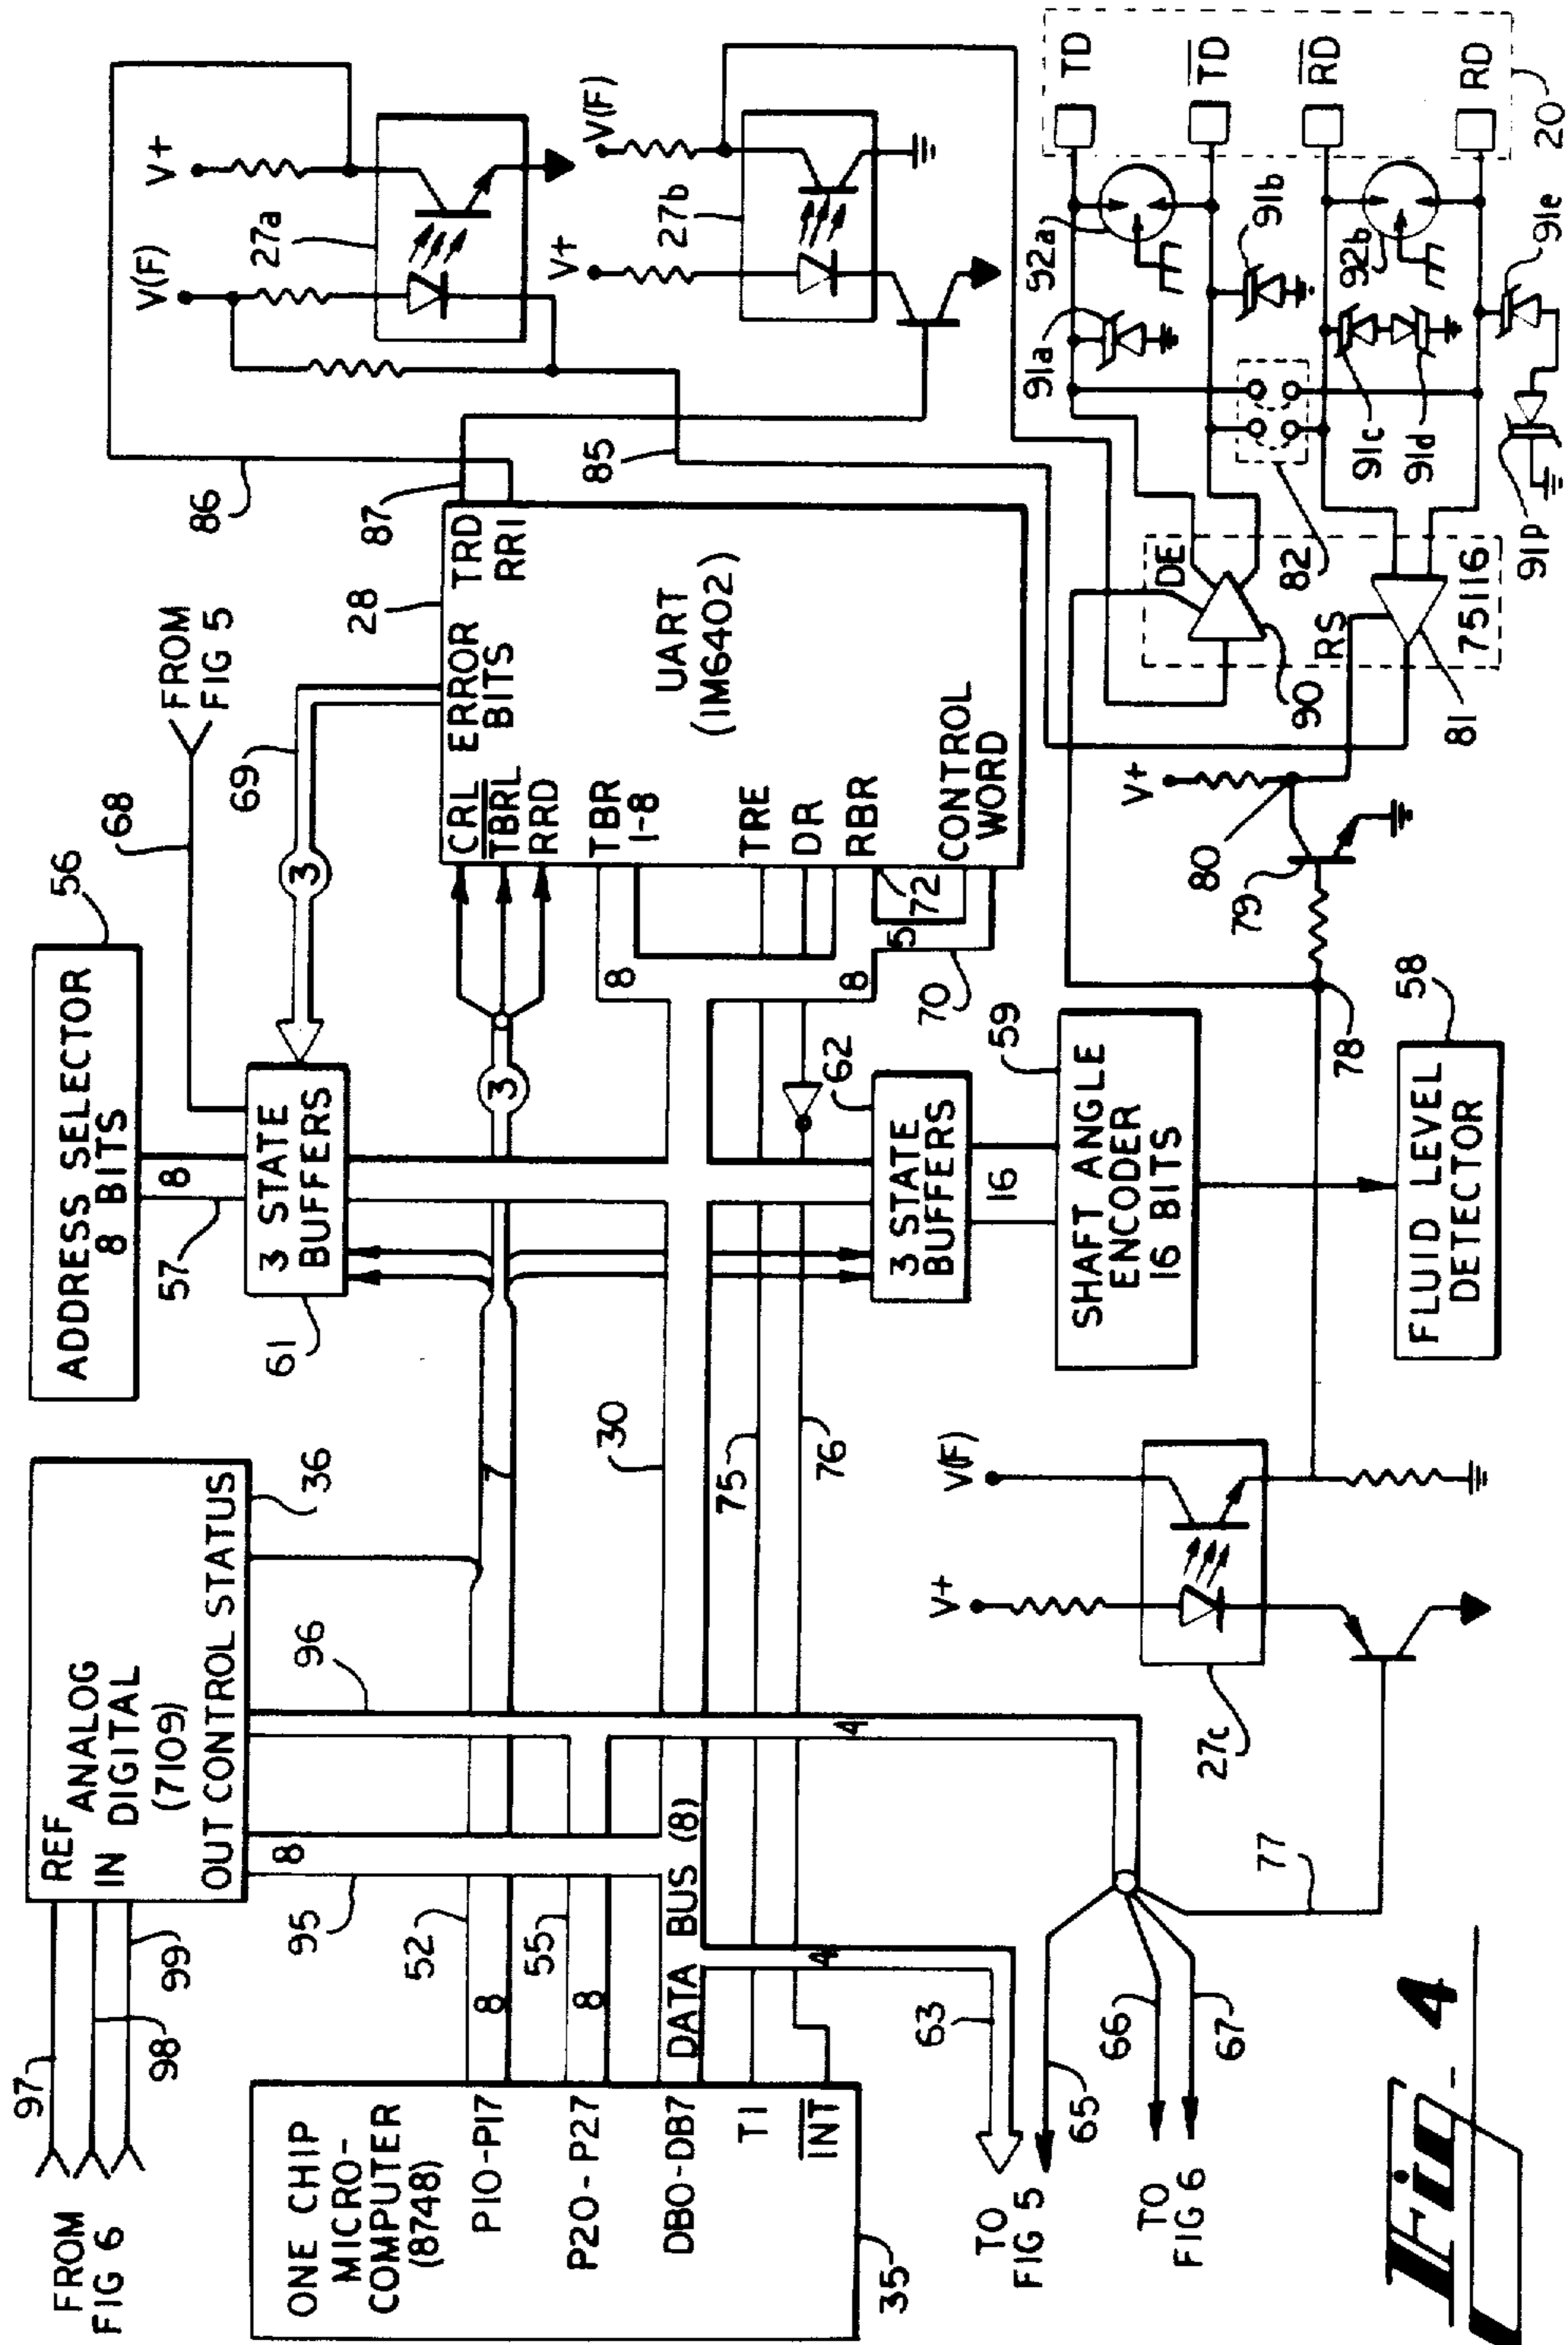 FROM
FIG 6
97
98
99
REF
ANALOG
IN DIGITAL
(7109)
OUT CONTROL STATUS
36
ADDRESS SELECTOR
8 BITS
56
57
8
68
FROM
FIG 5
69
3
3 STATE
BUFFERS
61
86
V+
V(F)
27a
V(F)
V+
27b
87
85
28
CRL
TBRL
RRD
ERROR
BITS
TRD
RRI
UART
(IM6402)
TBR
1-8
TRE
DR
RBR
CONTROL
WORD
72
5
70
8
8
3
ONE CHIP
MICRO-
COMPUTER
(8748)
P10-P17
P20-P27
DB0-DB7
T1
INT
35
52
8
55
8
95
8
96
7
30
DATA BUS (8)
75
76
4
4
63
TO
FIG 5
65
66
TO
FIG 6
67
77
V+
V(F)
27c
62
3 STATE
BUFFERS
16
59
SHAFT ANGLE
ENCODER
16 BITS
58
FLUID LEVEL
DETECTOR
78
79
80
V+
DE
90
RS
81
75116
82
91a
92a
91b
91c
91d
92b
91e
91p
TD
TD
RD
RD
20
Fig_ 4